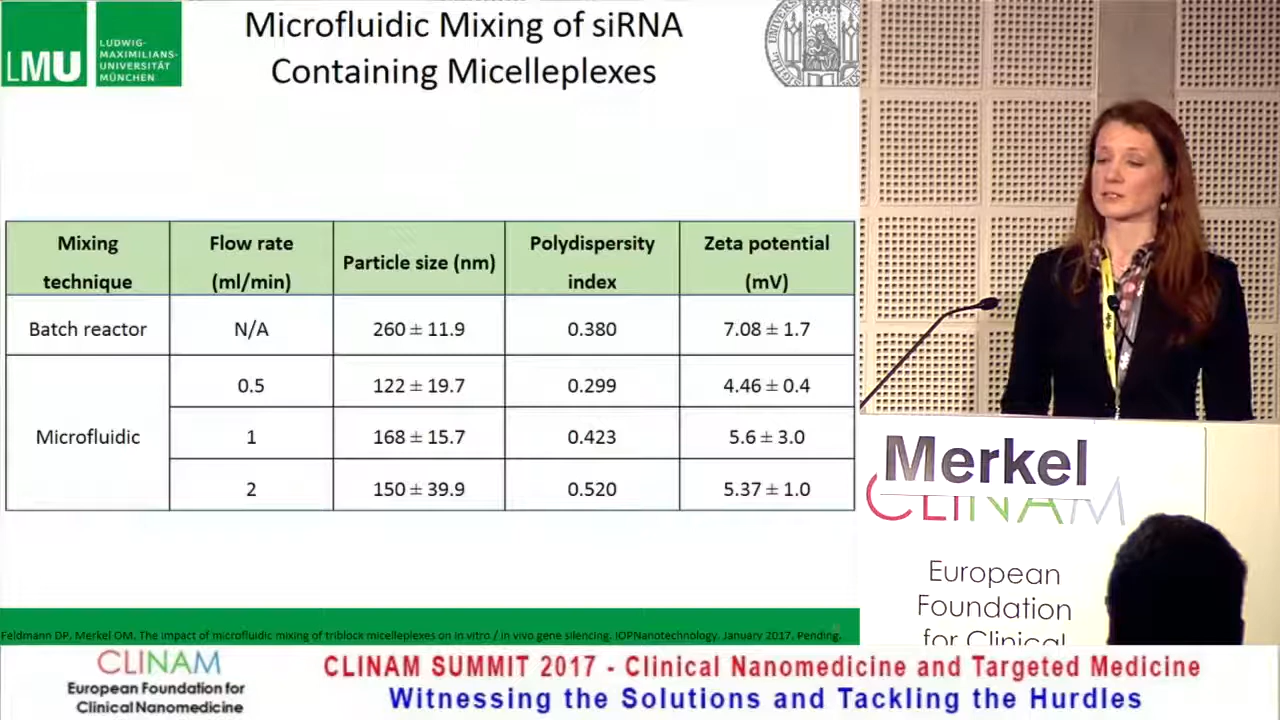 LMU
LUDWIG-
MAXIMILIANS-
UNIVERSITÄT
MÜNCHEN
Microfluidic Mixing of siRNA
Containing Micelleplexes
Mixing technique | Flow rate (ml/min) | Particle size (nm) | Polydispersity index | Zeta potential (mV)
Batch reactor | N/A | 260 ± 11.9 | 0.380 | 7.08 ± 1.7
Microfluidic | 0.5 | 122 ± 19.7 | 0.299 | 4.46 ± 0.4
1 | 168 ± 15.7 | 0.423 | 5.6 ± 3.0
2 | 150 ± 39.9 | 0.520 | 5.37 ± 1.0
Feldmann DP, Merkel OM. The impact of microfluidic mixing of triblock micelleplexes on in vitro / in vivo gene silencing. IOPNanotechnology. January 2017. Pending.
Merkel
CLINAM
European
Foundation
for Clinical
CLINAM
European Foundation for
Clinical Nanomedicine
CLINAM SUMMIT 2017 - Clinical Nanomedicine and Targeted Medicine
Witnessing the Solutions and Tackling the Hurdles